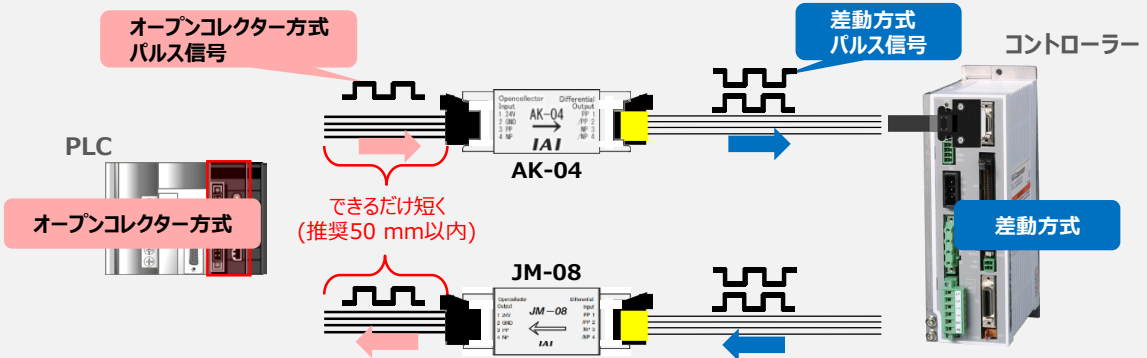 オープンコレクター方式
パルス信号
差動方式
パルス信号
コントローラー
Opencollector
Input
1 24V
2 GND
3 PP
4 NP
AK-04
Differential
Output
PP 1
/PP 2
NP 3
/NP 4
IAI
AK-04
PLC
オープンコレクター方式
できるだけ短く
(推奨50 mm以内)
差動方式
JM-08
Opencollector
Output
1 24V
2 GND
3 PP
4 NP
JM-08
Differential
Input
PP 1
/PP 2
NP 3
/NP 4
IAI